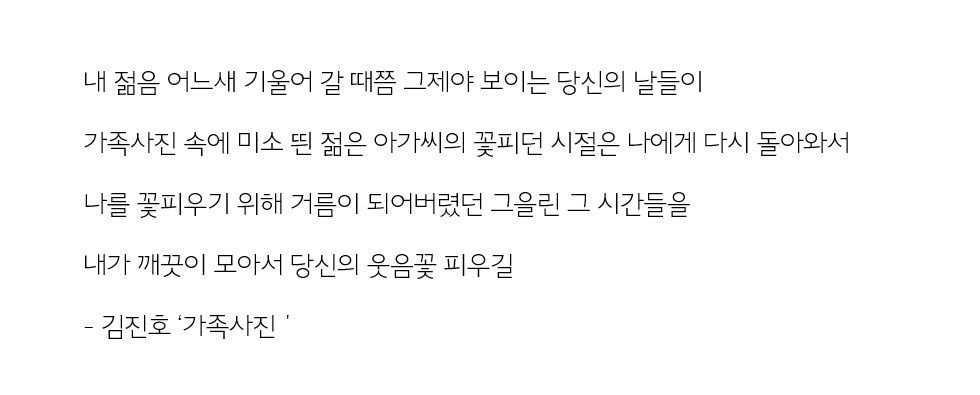 내 젊음 어느새 기울어 갈 때쯤 그제야 보이는 당신의 날들이
가족사진 속에 미소 띈 젊은 아가씨의 꽃피던 시절은 나에게 다시 돌아와서
나를 꽃피우기 위해 거름이 되어버렸던 그을린 그 시간들을
내가 깨끗이 모아서 당신의 웃음꽃 피우길
- 김진호 ‘가족사진 '